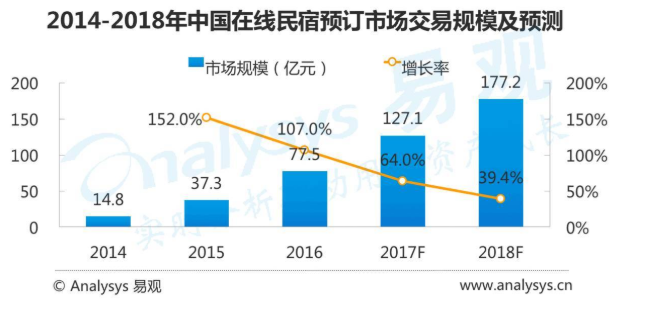 2014-2018年中国在线民宿预订市场交易规模及预测
市场规模（亿元） 增长率
200 177.2 200%
150 152.0% 127.1 150%
107.0%
100 77.5 64.0% 100%
50 14.8 37.3 39.4% 50%
0 0%
2014 2015 2016 2017F 2018F
© Analysys 易观 www.analysys.cn
analysys 易观